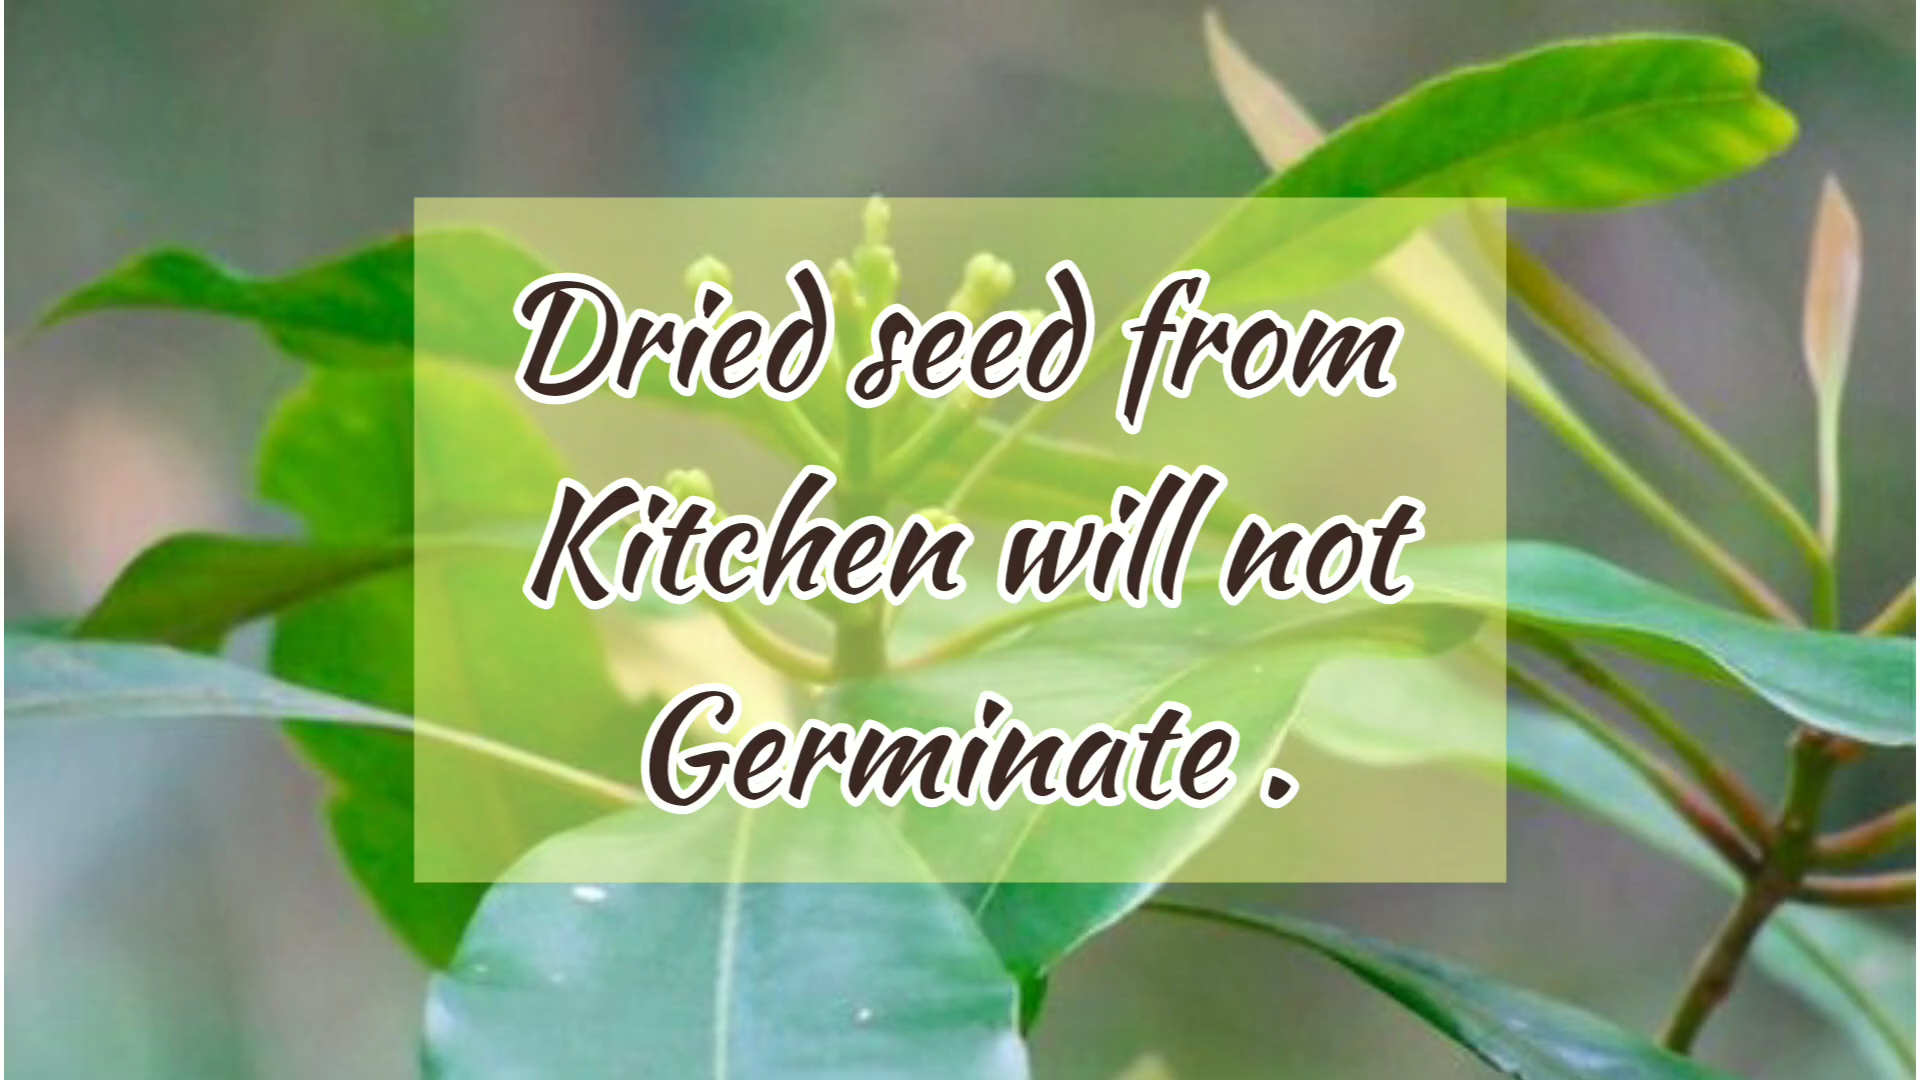 Dried seed from
Kitchen will not
Germinate .